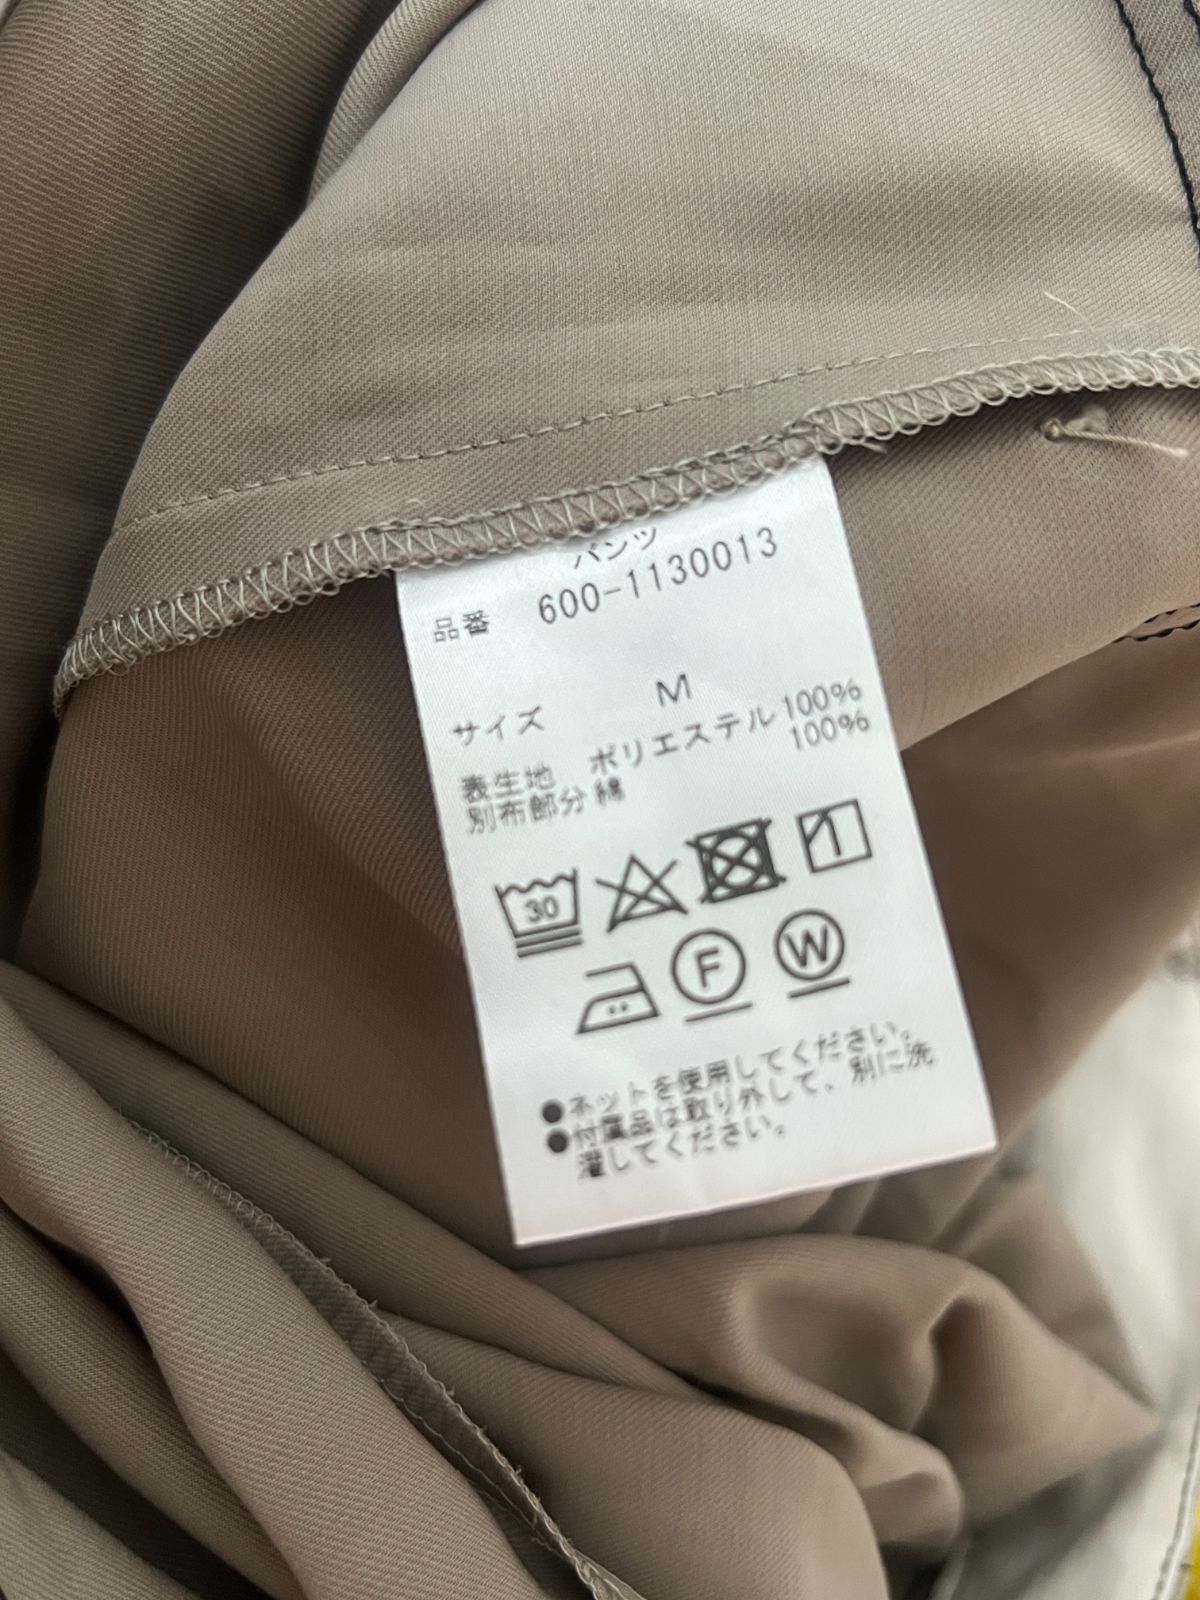 パンツ
品番 600-1130013
サイズ M
表生地 ポリエステル 100%
別布部分 綿 100%
30
1
F W
●ネットを使用してください。
●付属品は取り外して、別に洗
濯してください。